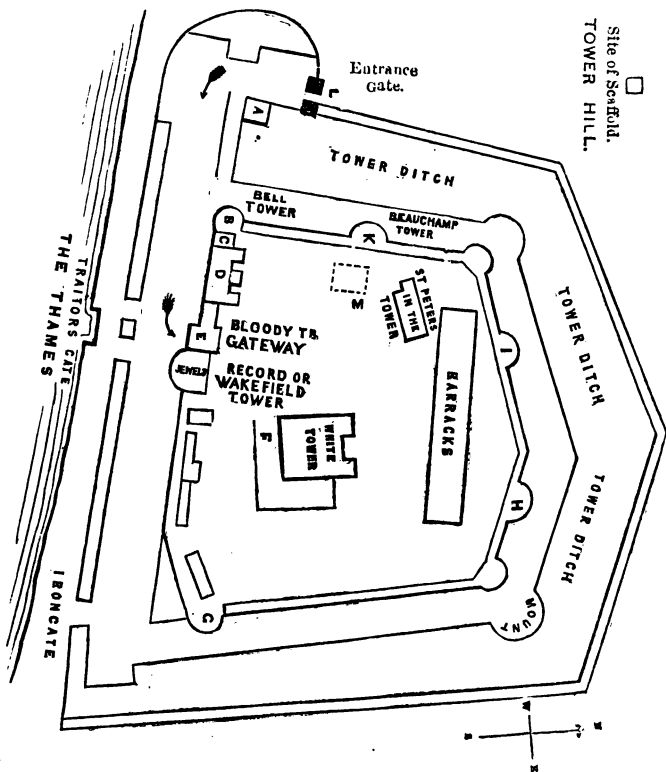 Site of Scaffold.
TOWER HILL.
Entrance
Gate.
L
A
TOWER DITCH
BELL
TOWER
BEAUCHAMP
TOWER
B
C
D
K
M
ST PETERS
IN THE
TOWER
TOWER DITCH
I
BARRACKS
E
BLOODY TR
GATEWAY
JEWELS
RECORD OR
WAKEFIELD
TOWER
F
WHITE
TOWER
H
TOWER DITCH
MOUNT
G
TRAITORS GATE
THE THAMES
IRONGATE
W